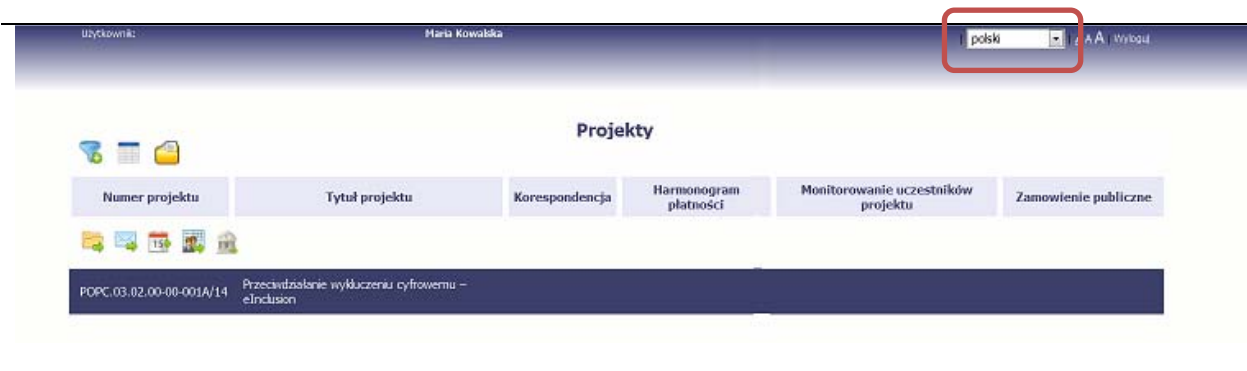 Użytkownik: Maria Kowalska | polski | A A A | Wyloguj
Projekty
Numer projektu Tytuł projektu Korespondencja Harmonogram płatności Monitorowanie uczestników projektu Zamowienie publiczne
15
POPC.03.02.00-00-001A/14 Przeciwdziałanie wykluczeniu cyfrowemu –
eInclusion